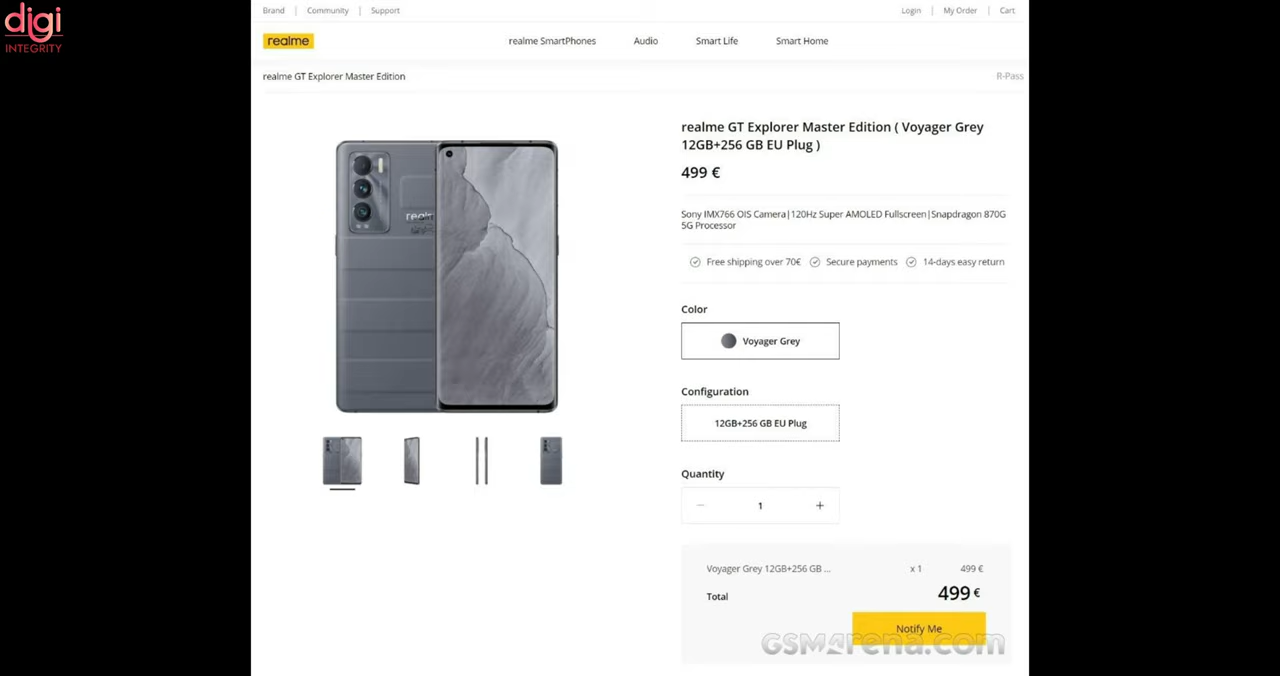 digi
INTEGRITY
Brand | Community | Support
Login | My Order | Cart
realme
realme SmartPhones Audio Smart Life Smart Home
realme GT Explorer Master Edition
R-Pass
realme GT Explorer Master Edition ( Voyager Grey
12GB+256 GB EU Plug )
499 €
Sony IMX766 OIS Camera|120Hz Super AMOLED Fullscreen|Snapdragon 870G
5G Processor
Free shipping over 70€ Secure payments 14-days easy return
Color
Voyager Grey
Configuration
12GB+256 GB EU Plug
Quantity
− 1 +
Voyager Grey 12GB+256 GB ... x 1 499 €
Total 499 €
Notify Me
GSMarena.com